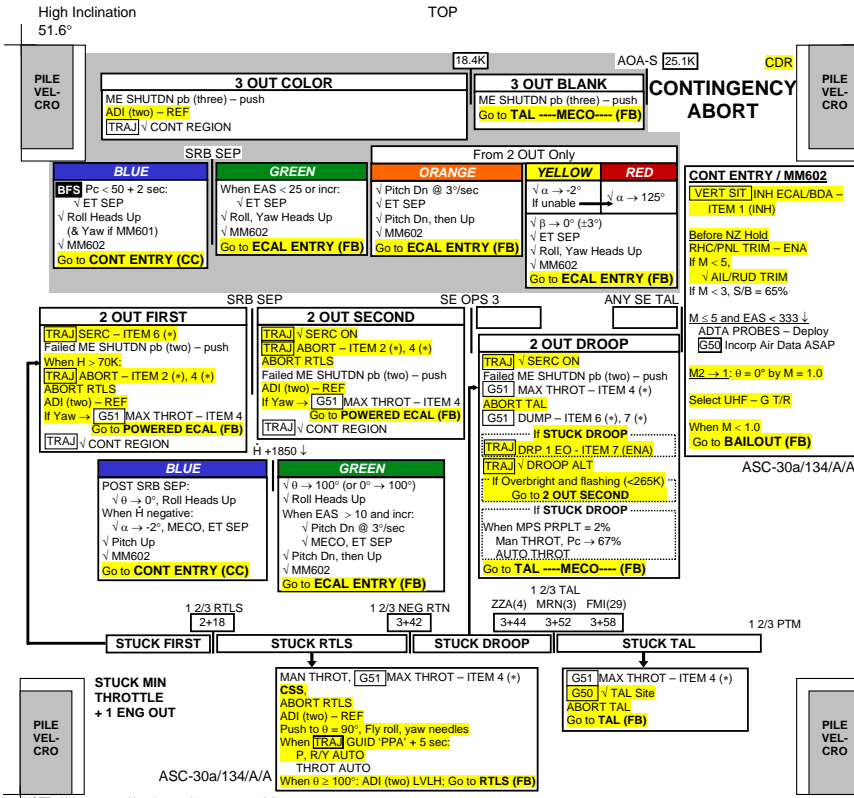 High Inclination
51.6°
TOP
PILE
VEL-
CRO
18.4K
AOA-S 25.1K
CDR
PILE
VEL-
CRO
CONTINGENCY
ABORT
3 OUT COLOR
ME SHUTDN pb (three) – push
ADI (two) – REF
TRAJ √ CONT REGION
3 OUT BLANK
ME SHUTDN pb (three) – push
Go to TAL ----MECO---- (FB)
SRB SEP
From 2 OUT Only
BLUE
BFS Pc < 50 + 2 sec:
√ ET SEP
√ Roll Heads Up
(& Yaw if MM601)
√ MM602
Go to CONT ENTRY (CC)
GREEN
When EAS < 25 or incr:
√ ET SEP
√ Roll, Yaw Heads Up
√ MM602
Go to ECAL ENTRY (FB)
ORANGE
√ Pitch Dn @ 3°/sec
√ ET SEP
√ Pitch Dn, then Up
√ MM602
Go to ECAL ENTRY (FB)
YELLOW
√ α → -2°
If unable
RED
√ α → 125°
√ β → 0° (±3°)
√ ET SEP
√ Roll, Yaw Heads Up
√ MM602
Go to ECAL ENTRY (FB)
CONT ENTRY / MM602
VERT SIT INH ECAL/BDA –
ITEM 1 (INH)
Before NZ Hold
RHC/PNL TRIM – ENA
If M < 5,
√ AIL/RUD TRIM
If M < 3, S/B = 65%
M ≤ 5 and EAS < 333 ↓
ADTA PROBES – Deploy
G50 Incorp Air Data ASAP
M2 → 1: θ = 0° by M = 1.0
Select UHF – G T/R
When M < 1.0
Go to BAILOUT (FB)
ASC-30a/134/A/A
SRB SEP
SE OPS 3
ANY SE TAL
2 OUT FIRST
TRAJ SERC – ITEM 6 (*)
Failed ME SHUTDN pb (two) – push
When H > 70K:
TRAJ ABORT – ITEM 2 (*), 4 (*)
ABORT RTLS
ADI (two) – REF
If Yaw → G51 MAX THROT – ITEM 4
Go to POWERED ECAL (FB)
TRAJ √ CONT REGION
2 OUT SECOND
TRAJ √ SERC ON
TRAJ ABORT – ITEM 2 (*), 4 (*)
ABORT RTLS
Failed ME SHUTDN pb (two) – push
ADI (two) – REF
If Yaw → G51 MAX THROT – ITEM 4
Go to POWERED ECAL (FB)
TRAJ √ CONT REGION
2 OUT DROOP
TRAJ √ SERC ON
Failed ME SHUTDN pb (two) – push
G51 MAX THROT – ITEM 4 (*)
ABORT TAL
G51 DUMP – ITEM 6 (*), 7 (*)
If STUCK DROOP
TRAJ DRP 1 EO - ITEM 7 (ENA)
TRAJ √ DROOP ALT
If Overbright and flashing (<265K)
Go to 2 OUT SECOND
If STUCK DROOP
When MPS PRPLT = 2%
Man THROT, Pc → 67%
AUTO THROT
Go to TAL ----MECO---- (FB)
Ḣ +1850 ↓
BLUE
POST SRB SEP:
√ θ → 0°, Roll Heads Up
When Ḣ negative:
√ α → -2°, MECO, ET SEP
√ Pitch Up
√ MM602
Go to CONT ENTRY (CC)
GREEN
√ θ → 100° (or 0° → 100°)
√ Roll Heads Up
When EAS > 10 and incr:
√ Pitch Dn @ 3°/sec
√ MECO, ET SEP
√ Pitch Dn, then Up
√ MM602
Go to ECAL ENTRY (FB)
1 2/3 RTLS
2+18
1 2/3 NEG RTN
3+42
1 2/3 TAL
ZZA(4) MRN(3) FMI(29)
3+44 3+52 3+58
1 2/3 PTM
STUCK FIRST
STUCK RTLS
STUCK DROOP
STUCK TAL
PILE
VEL-
CRO
STUCK MIN
THROTTLE
+ 1 ENG OUT
MAN THROT, G51 MAX THROT – ITEM 4 (*)
CSS,
ABORT RTLS
ADI (two) – REF
Push to θ = 90°, Fly roll, yaw needles
When TRAJ GUID 'PPA' + 5 sec:
P, R/Y AUTO
THROT AUTO
When θ ≥ 100°: ADI (two) LVLH; Go to RTLS (FB)
G51 MAX THROT – ITEM 4 (*)
G50 √ TAL Site
ABORT TAL
Go to TAL (FB)
PILE
VEL-
CRO
ASC-30a/134/A/A